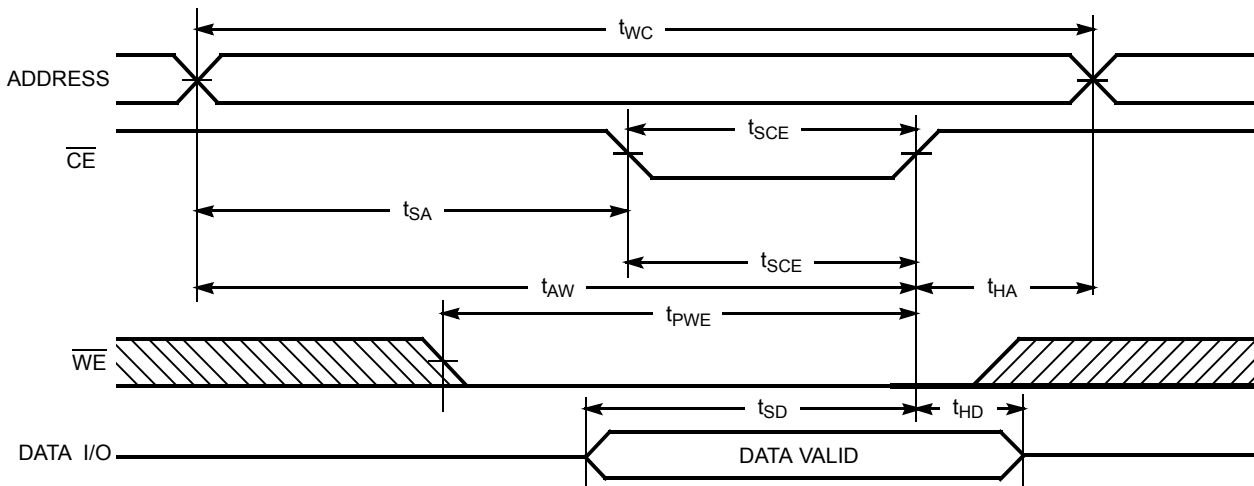 tWC
ADDRESS
tSCE
CE
tSA
tSCE
tAW
tHA
tPWE
WE
tSD
tHD
DATA I/O
DATA VALID